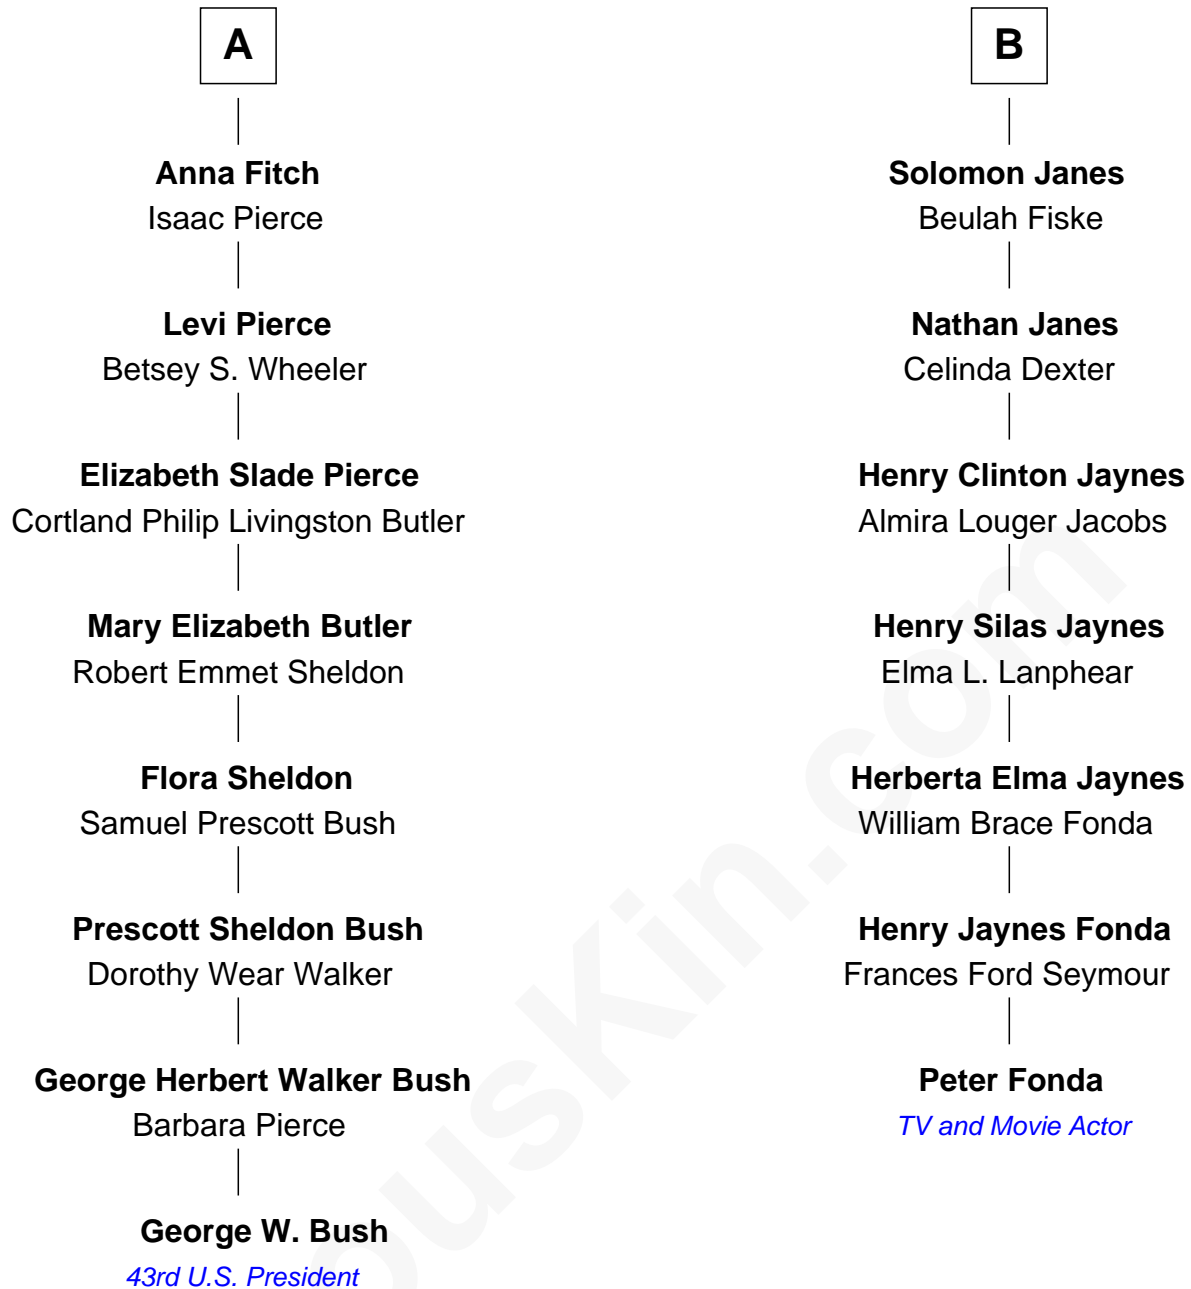 A
Anna Fitch
Isaac Pierce
Levi Pierce
Betsey S. Wheeler
Elizabeth Slade Pierce
Cortland Philip Livingston Butler
Mary Elizabeth Butler
Robert Emmet Sheldon
Flora Sheldon
Samuel Prescott Bush
Prescott Sheldon Bush
Dorothy Wear Walker
George Herbert Walker Bush
Barbara Pierce
George W. Bush
43rd U.S. President
B
Solomon Janes
Beulah Fiske
Nathan Janes
Celinda Dexter
Henry Clinton Jaynes
Almira Louger Jacobs
Henry Silas Jaynes
Elma L. Lanphear
Herberta Elma Jaynes
William Brace Fonda
Henry Jaynes Fonda
Frances Ford Seymour
Peter Fonda
TV and Movie Actor
ousKin.com